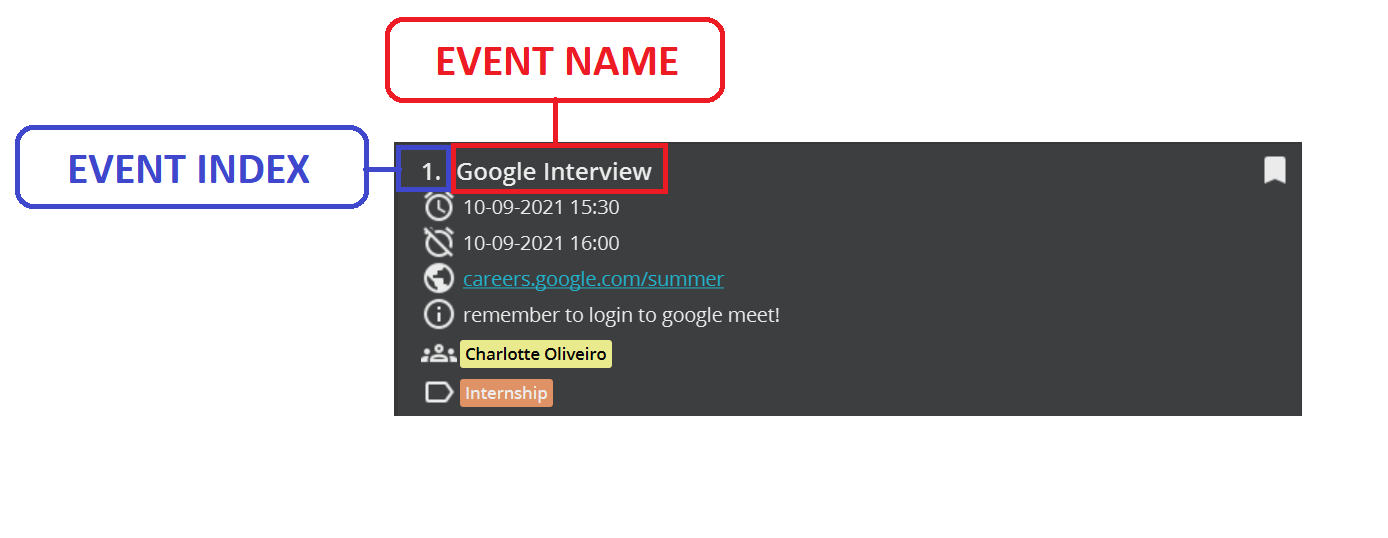 EVENT NAME
EVENT INDEX
1. Google Interview
10-09-2021 15:30
10-09-2021 16:00
careers.google.com/summer
remember to login to google meet!
Charlotte Oliveiro
Internship